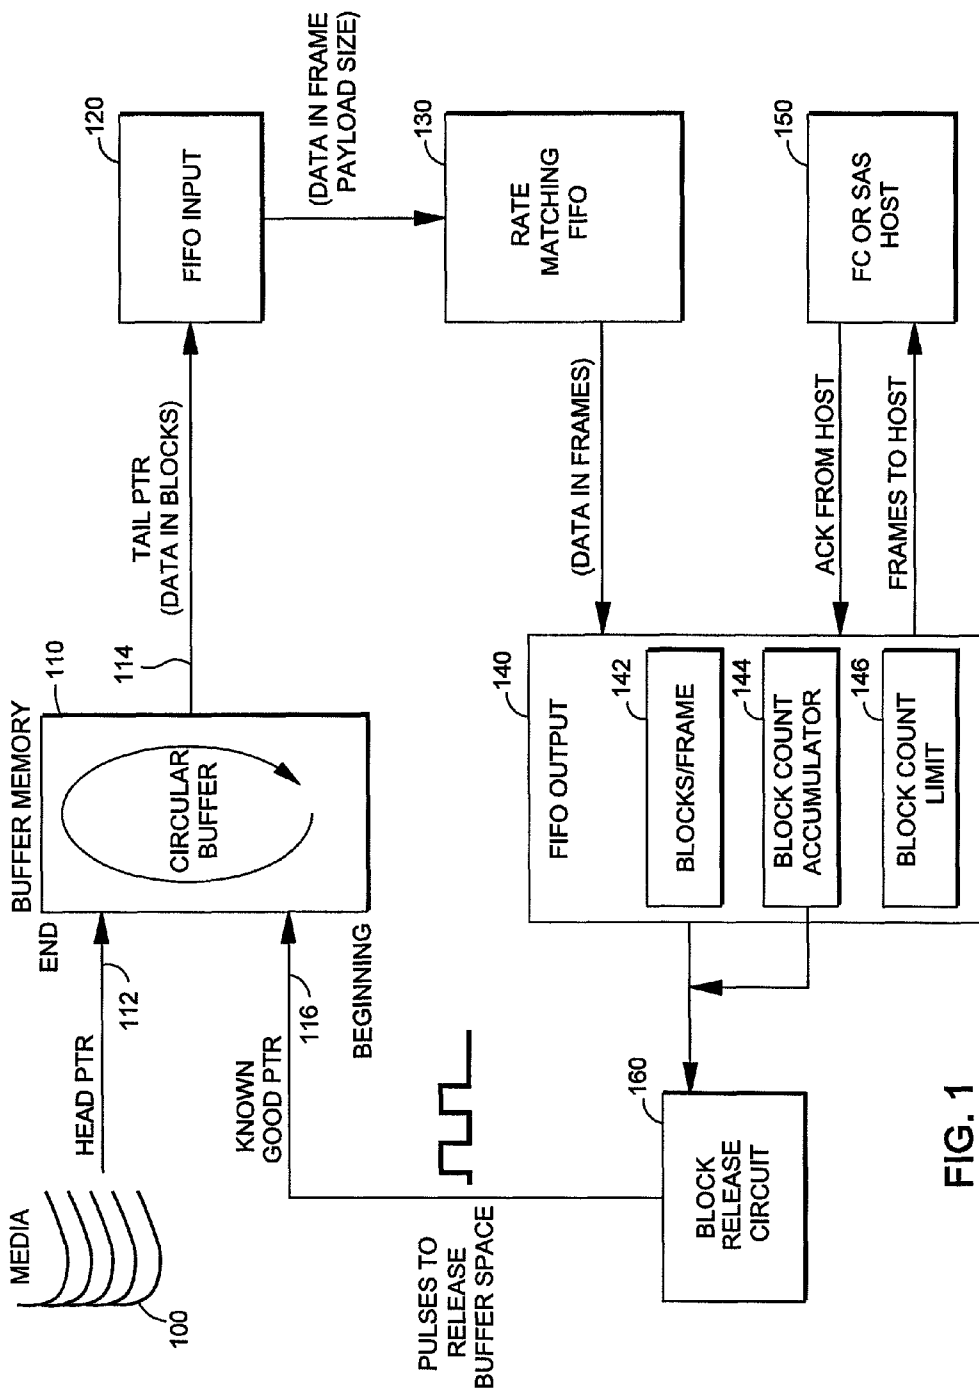 MEDIA
100
HEAD PTR
112
BUFFER MEMORY
END
110
CIRCULAR
BUFFER
BEGINNING
114
TAIL PTR
(DATA IN BLOCKS)
120
FIFO INPUT
(DATA IN FRAME
PAYLOAD SIZE)
KNOWN
GOOD PTR
116
PULSES TO
RELEASE
BUFFER SPACE
130
RATE
MATCHING
FIFO
(DATA IN FRAMES)
140
FIFO OUTPUT
142
BLOCKS/FRAME
144
BLOCK COUNT
ACCUMULATOR
146
BLOCK COUNT
LIMIT
ACK FROM HOST
FRAMES TO HOST
150
FC OR SAS
HOST
160
BLOCK
RELEASE
CIRCUIT
FIG. 1